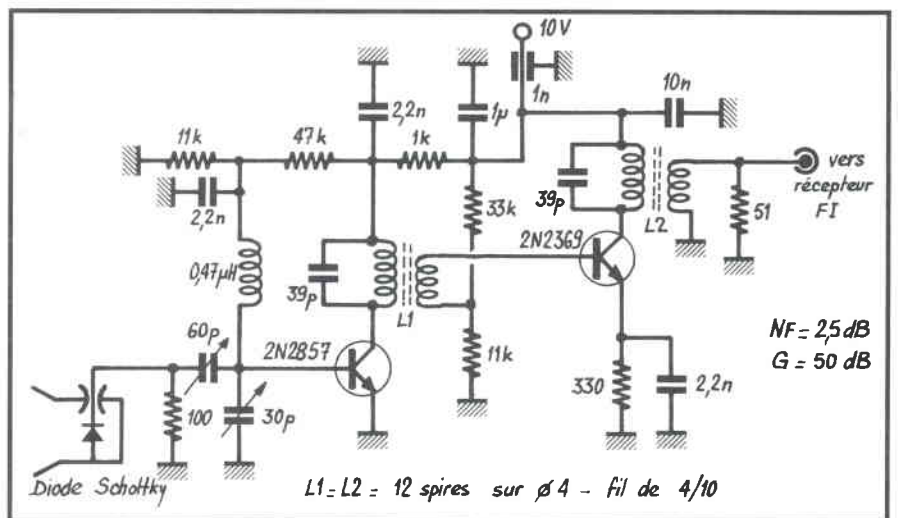 10V
1n
10n
2,2n
1µ
11k
47k
1k
2,2n
33k
39p
51
vers
récepteur
FI
L2
2N2369
0,47µH
39p
L1
NF = 2,5 dB
G = 50 dB
60p
2N2857
11k
330
2,2n
100
30p
Diode Schottky
L1 = L2 = 12 spires sur ø 4 - fil de 4/10